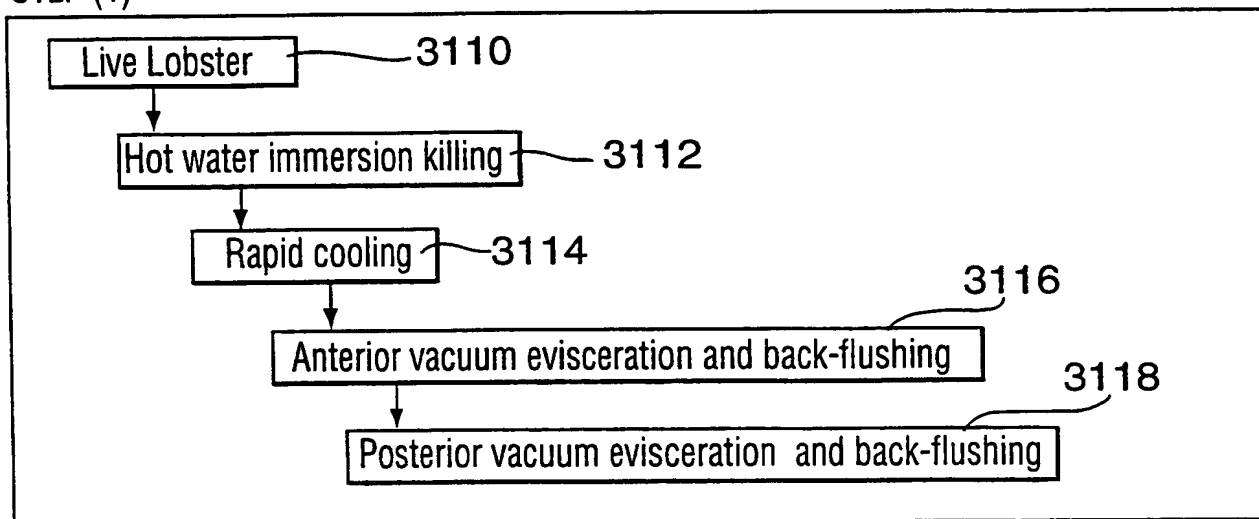 Live Lobster 3110
Hot water immersion killing 3112
Rapid cooling 3114
3116
Anterior vacuum evisceration and back-flushing
3118
Posterior vacuum evisceration and back-flushing